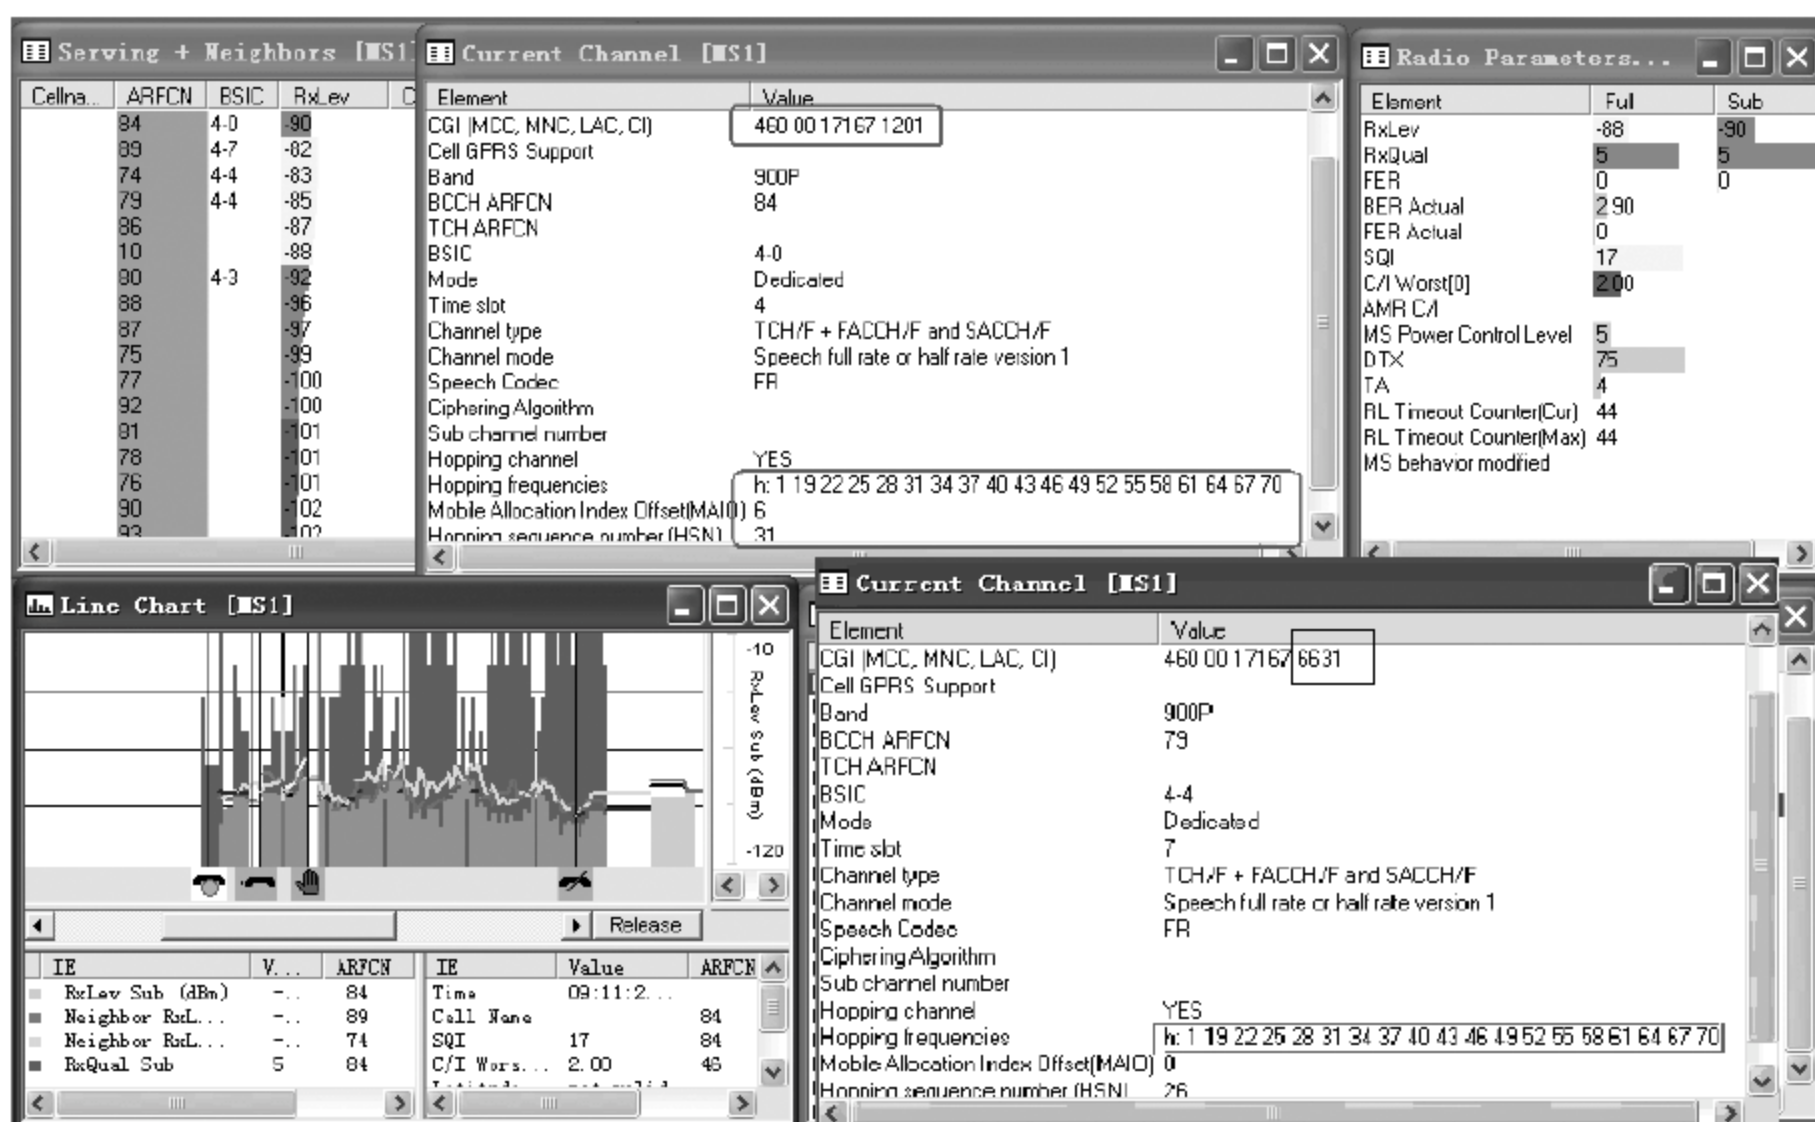 Serving + Neighbors [MS1]
Cellna... ARFCN BSIC RxLev C
84 4-0 -90
89 4-7 -82
74 4-4 -83
79 4-4 -85
86 -87
10 -88
80 4-3 -92
88 -96
87 -97
75 -99
77 -100
92 -100
81 -101
78 -101
76 -101
90 -102
93 -102
Current Channel [MS1]
Element Value
CGI (MCC, MNC, LAC, CI) 460 00 17167 1201
Cell GPRS Support
Band 900P
BCCH ARFCN 84
TCH ARFCN
BSIC 4-0
Mode Dedicated
Time slot 4
Channel type TCH/F + FACCH/F and SACCH/F
Channel mode Speech full rate or half rate version 1
Speech Codec FR
Ciphering Algorithm
Sub channel number
Hopping channel YES
Hopping frequencies h: 1 19 22 25 28 31 34 37 40 43 46 49 52 55 58 61 64 67 70
Mobile Allocation Index Offset(MAIO) 6
Hopping sequence number (HSN) 31
Radio Parameters...
Element Full Sub
RxLev -88 -90
RxQual 5 5
FER 0 0
BER Actual 2.90
FER Actual 0
SQI 17
C/I Worst[0] 2.00
AMR C/I
MS Power Control Level 5
DTX 75
TA 4
RL Timeout Counter(Cur) 44
RL Timeout Counter(Max) 44
MS behavior modified
Line Chart [MS1]
-10
RxLev Sub (dBm)
-120
Release
IE V... ARFCN
RxLev Sub (dBm) -.. 84
Neighbor RxL... -.. 89
Neighbor RxL... -.. 74
RxQual Sub 5 84
IE Value ARFCN
Time 09:11:2...
Cell Name 84
SQI 17 84
C/I Wors... 2.00 46
Current Channel [MS1]
Element Value
CGI (MCC, MNC, LAC, CI) 460 00 17167 6631
Cell GPRS Support
Band 900P
BCCH ARFCN 79
TCH ARFCN
BSIC 4-4
Mode Dedicated
Time slot 7
Channel type TCH/F + FACCH/F and SACCH/F
Channel mode Speech full rate or half rate version 1
Speech Codec FR
Ciphering Algorithm
Sub channel number
Hopping channel YES
Hopping frequencies h: 1 19 22 25 28 31 34 37 40 43 46 49 52 55 58 61 64 67 70
Mobile Allocation Index Offset(MAIO) 0
Hopping sequence number (HSN) 26